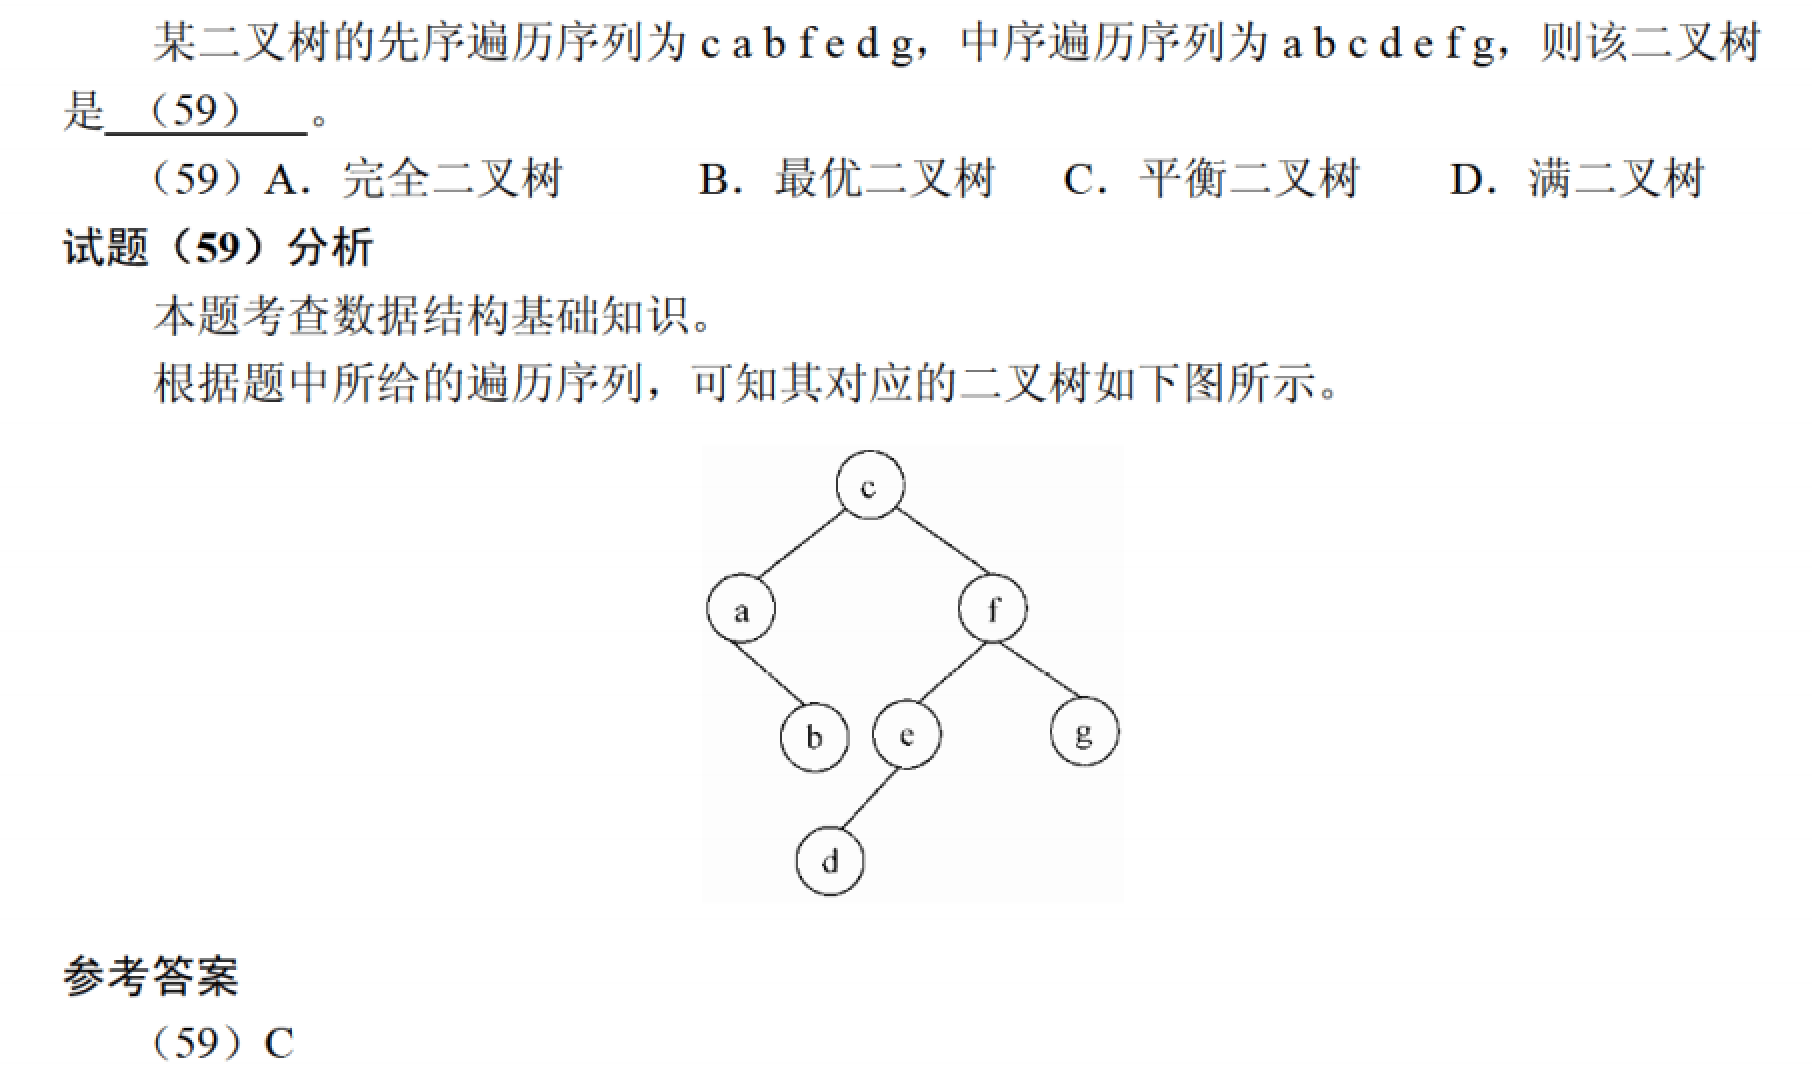 某二叉树的先序遍历序列为 c a b f e d g，中序遍历序列为 a b c d e f g，则该二叉树
是 （59） 。
（59）A．完全二叉树 B．最优二叉树 C．平衡二叉树 D．满二叉树
试题（59）分析
本题考查数据结构基础知识。
根据题中所给的遍历序列，可知其对应的二叉树如下图所示。
c
a f
b e g
d
参考答案
（59）C